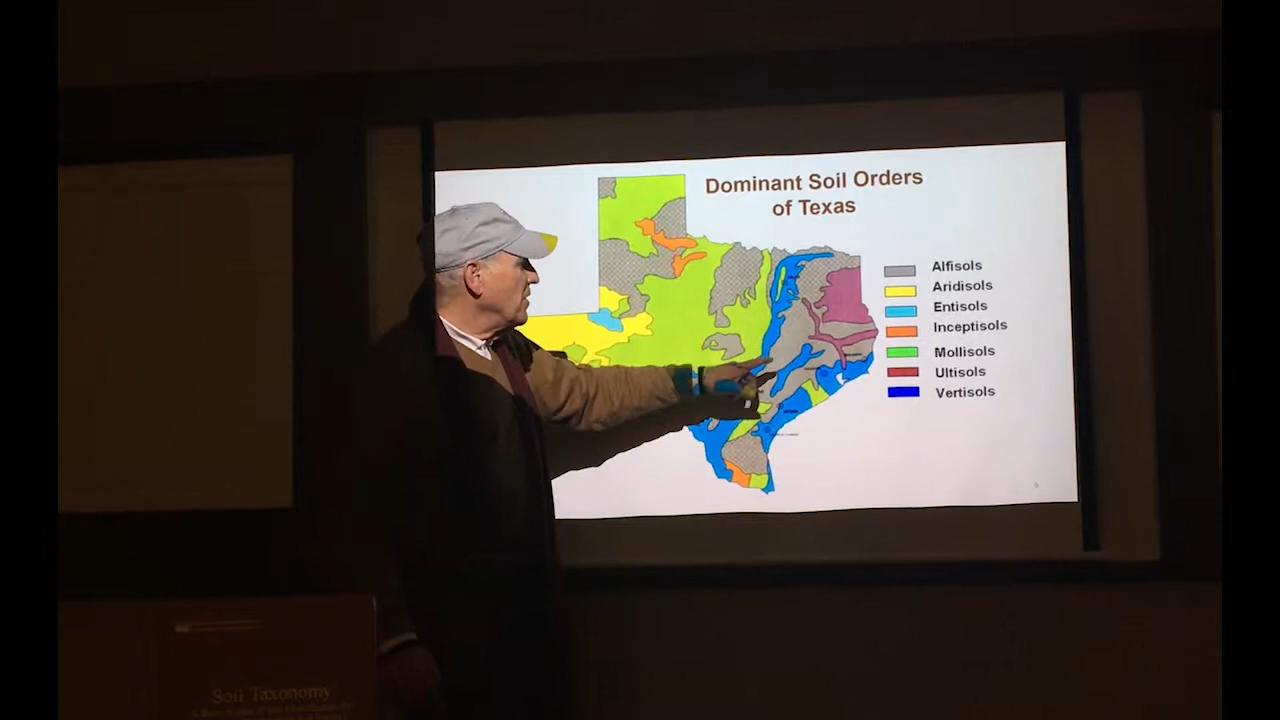 Dominant Soil Orders
of Texas
Alfisols
Aridisols
Entisols
Inceptisols
Mollisols
Ultisols
Vertisols
Soil Taxonomy